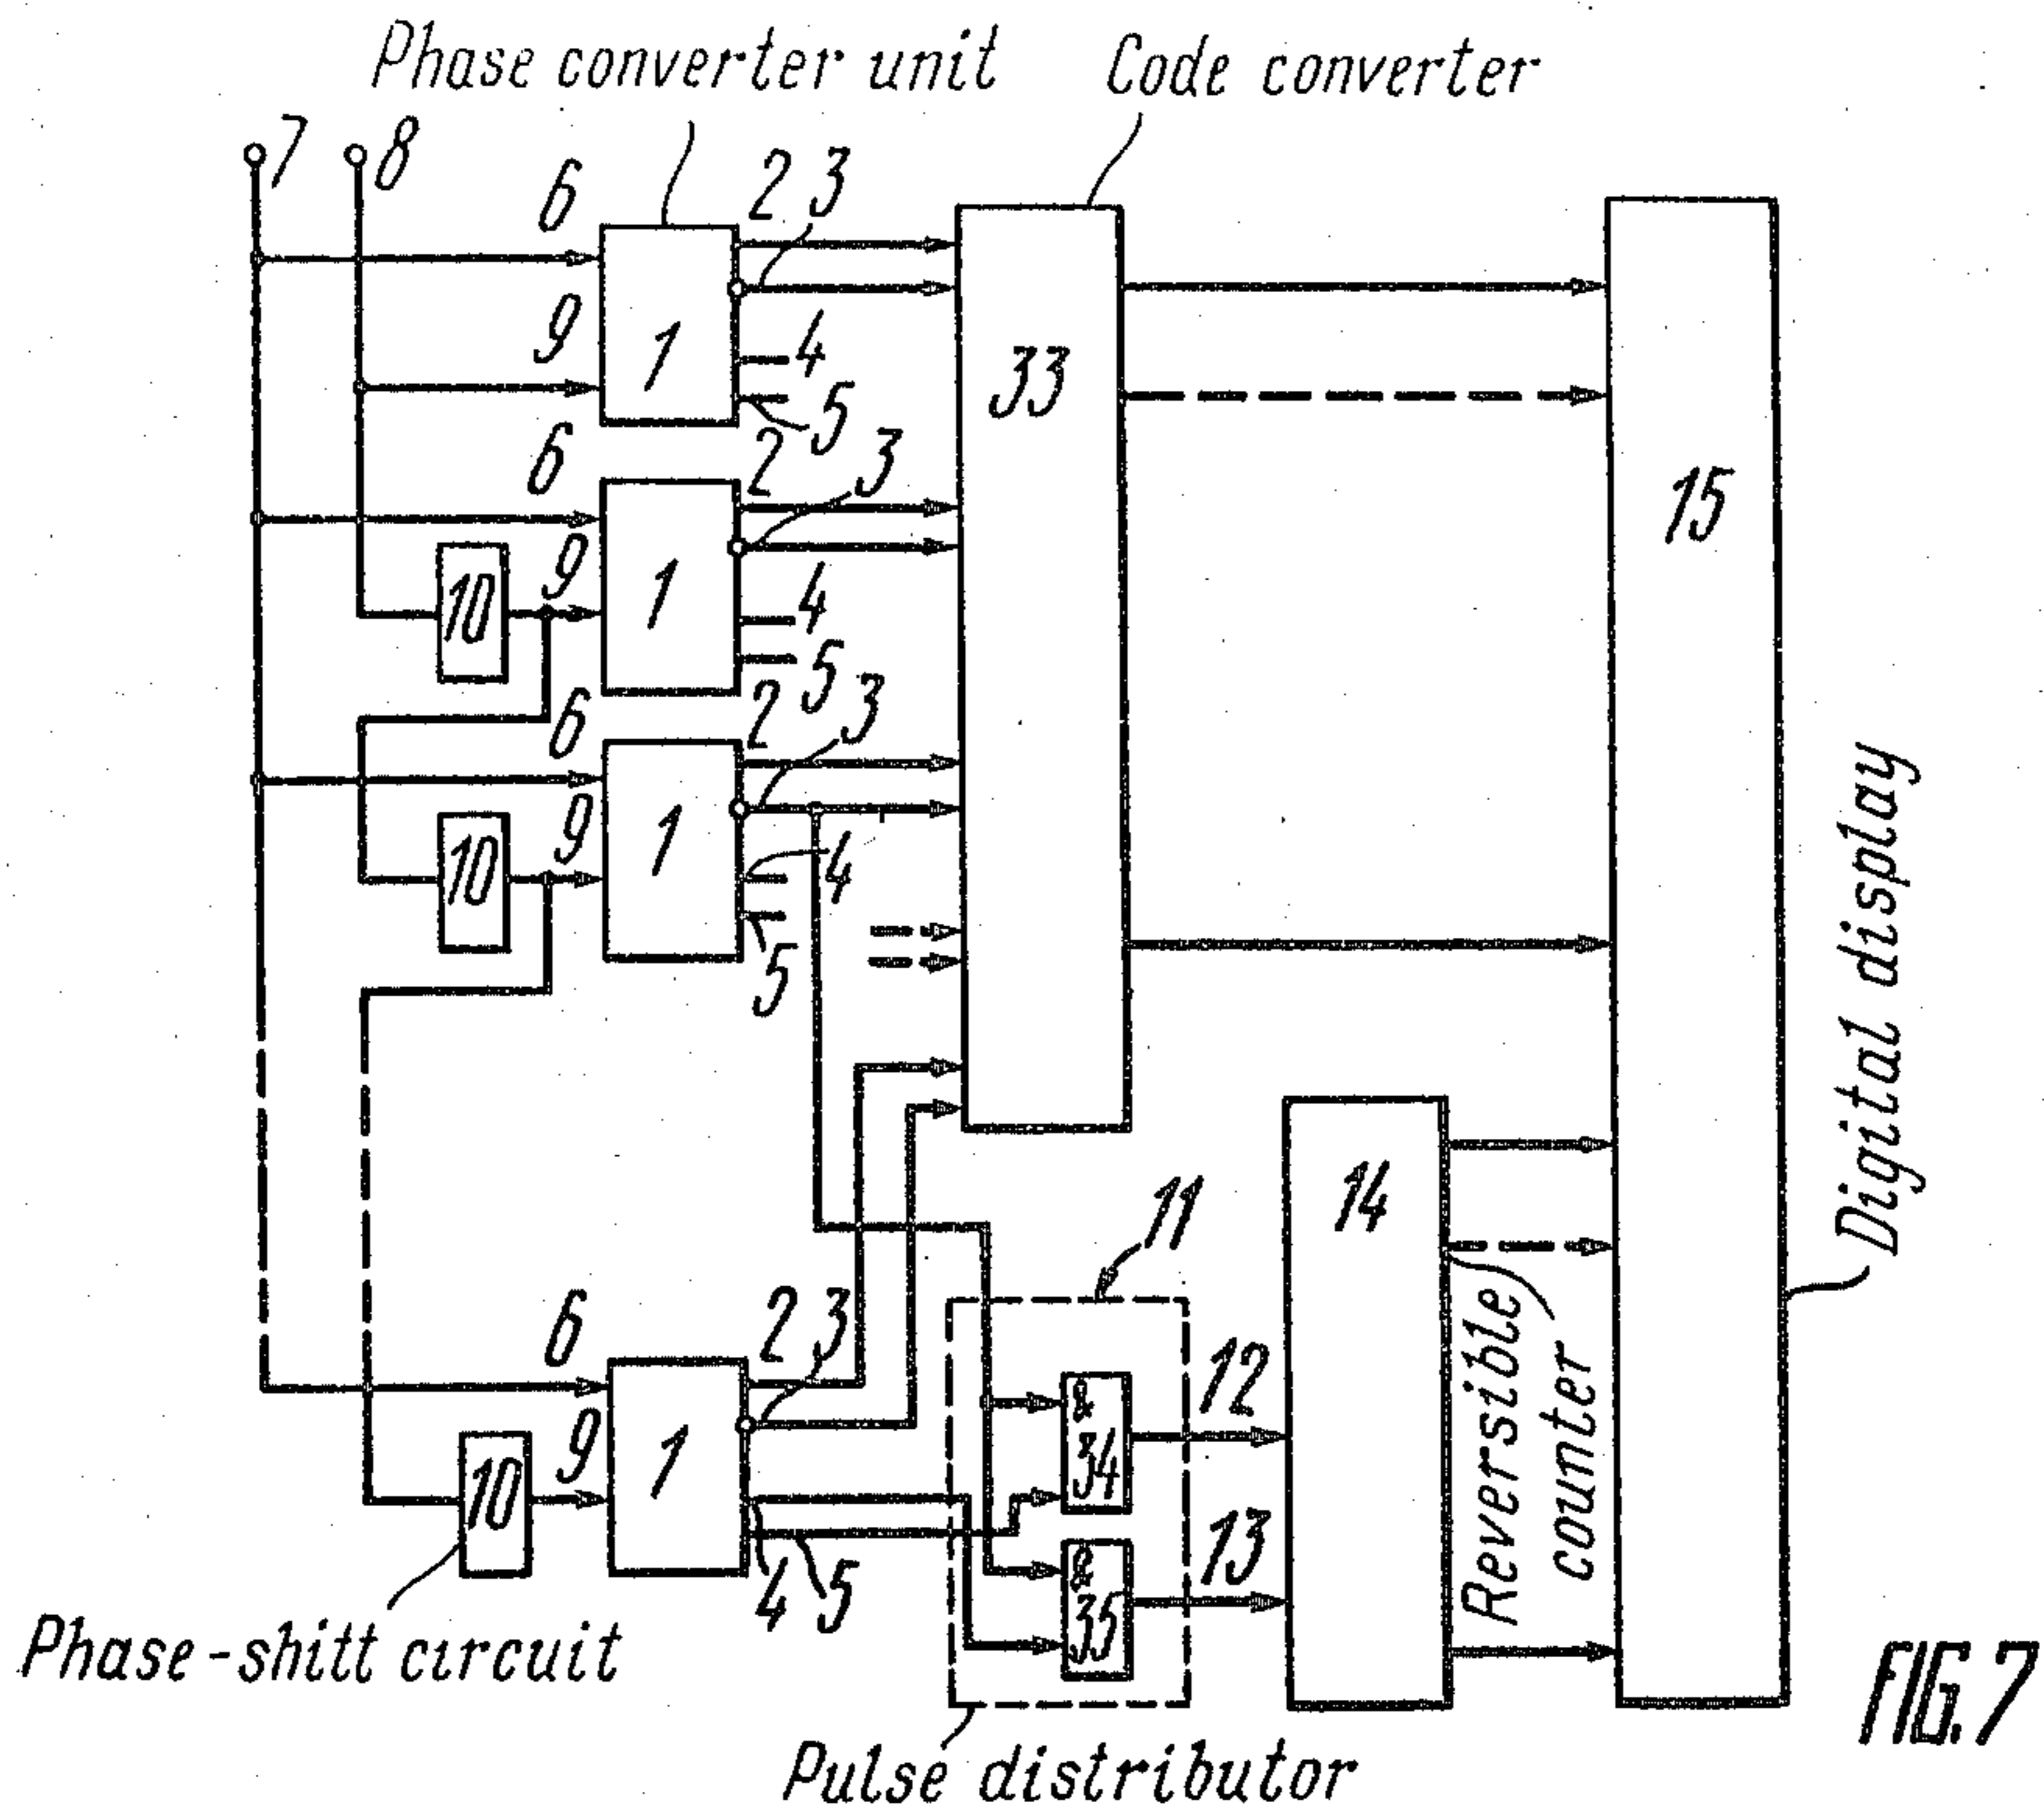 Phase converter unit
Code converter
7 8
6 2 3
9 1 4
5
33
15
6 2 3
10 9 1 4
5
6 2 3
10 9 1 4
5
Digital display
11
14
6 2 3
10 9 1
4 5
& 34
12
& 35
13
Reversible
counter
Phase-shitt circuit
Pulse distributor
FIG.7